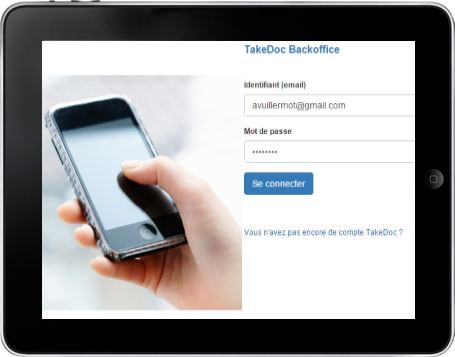 TakeDoc Backoffice
Identifiant (email)
avuillermot@gmail.com
Mot de passe
••••••••
Se connecter
Vous n'avez pas encore de compte TakeDoc ?